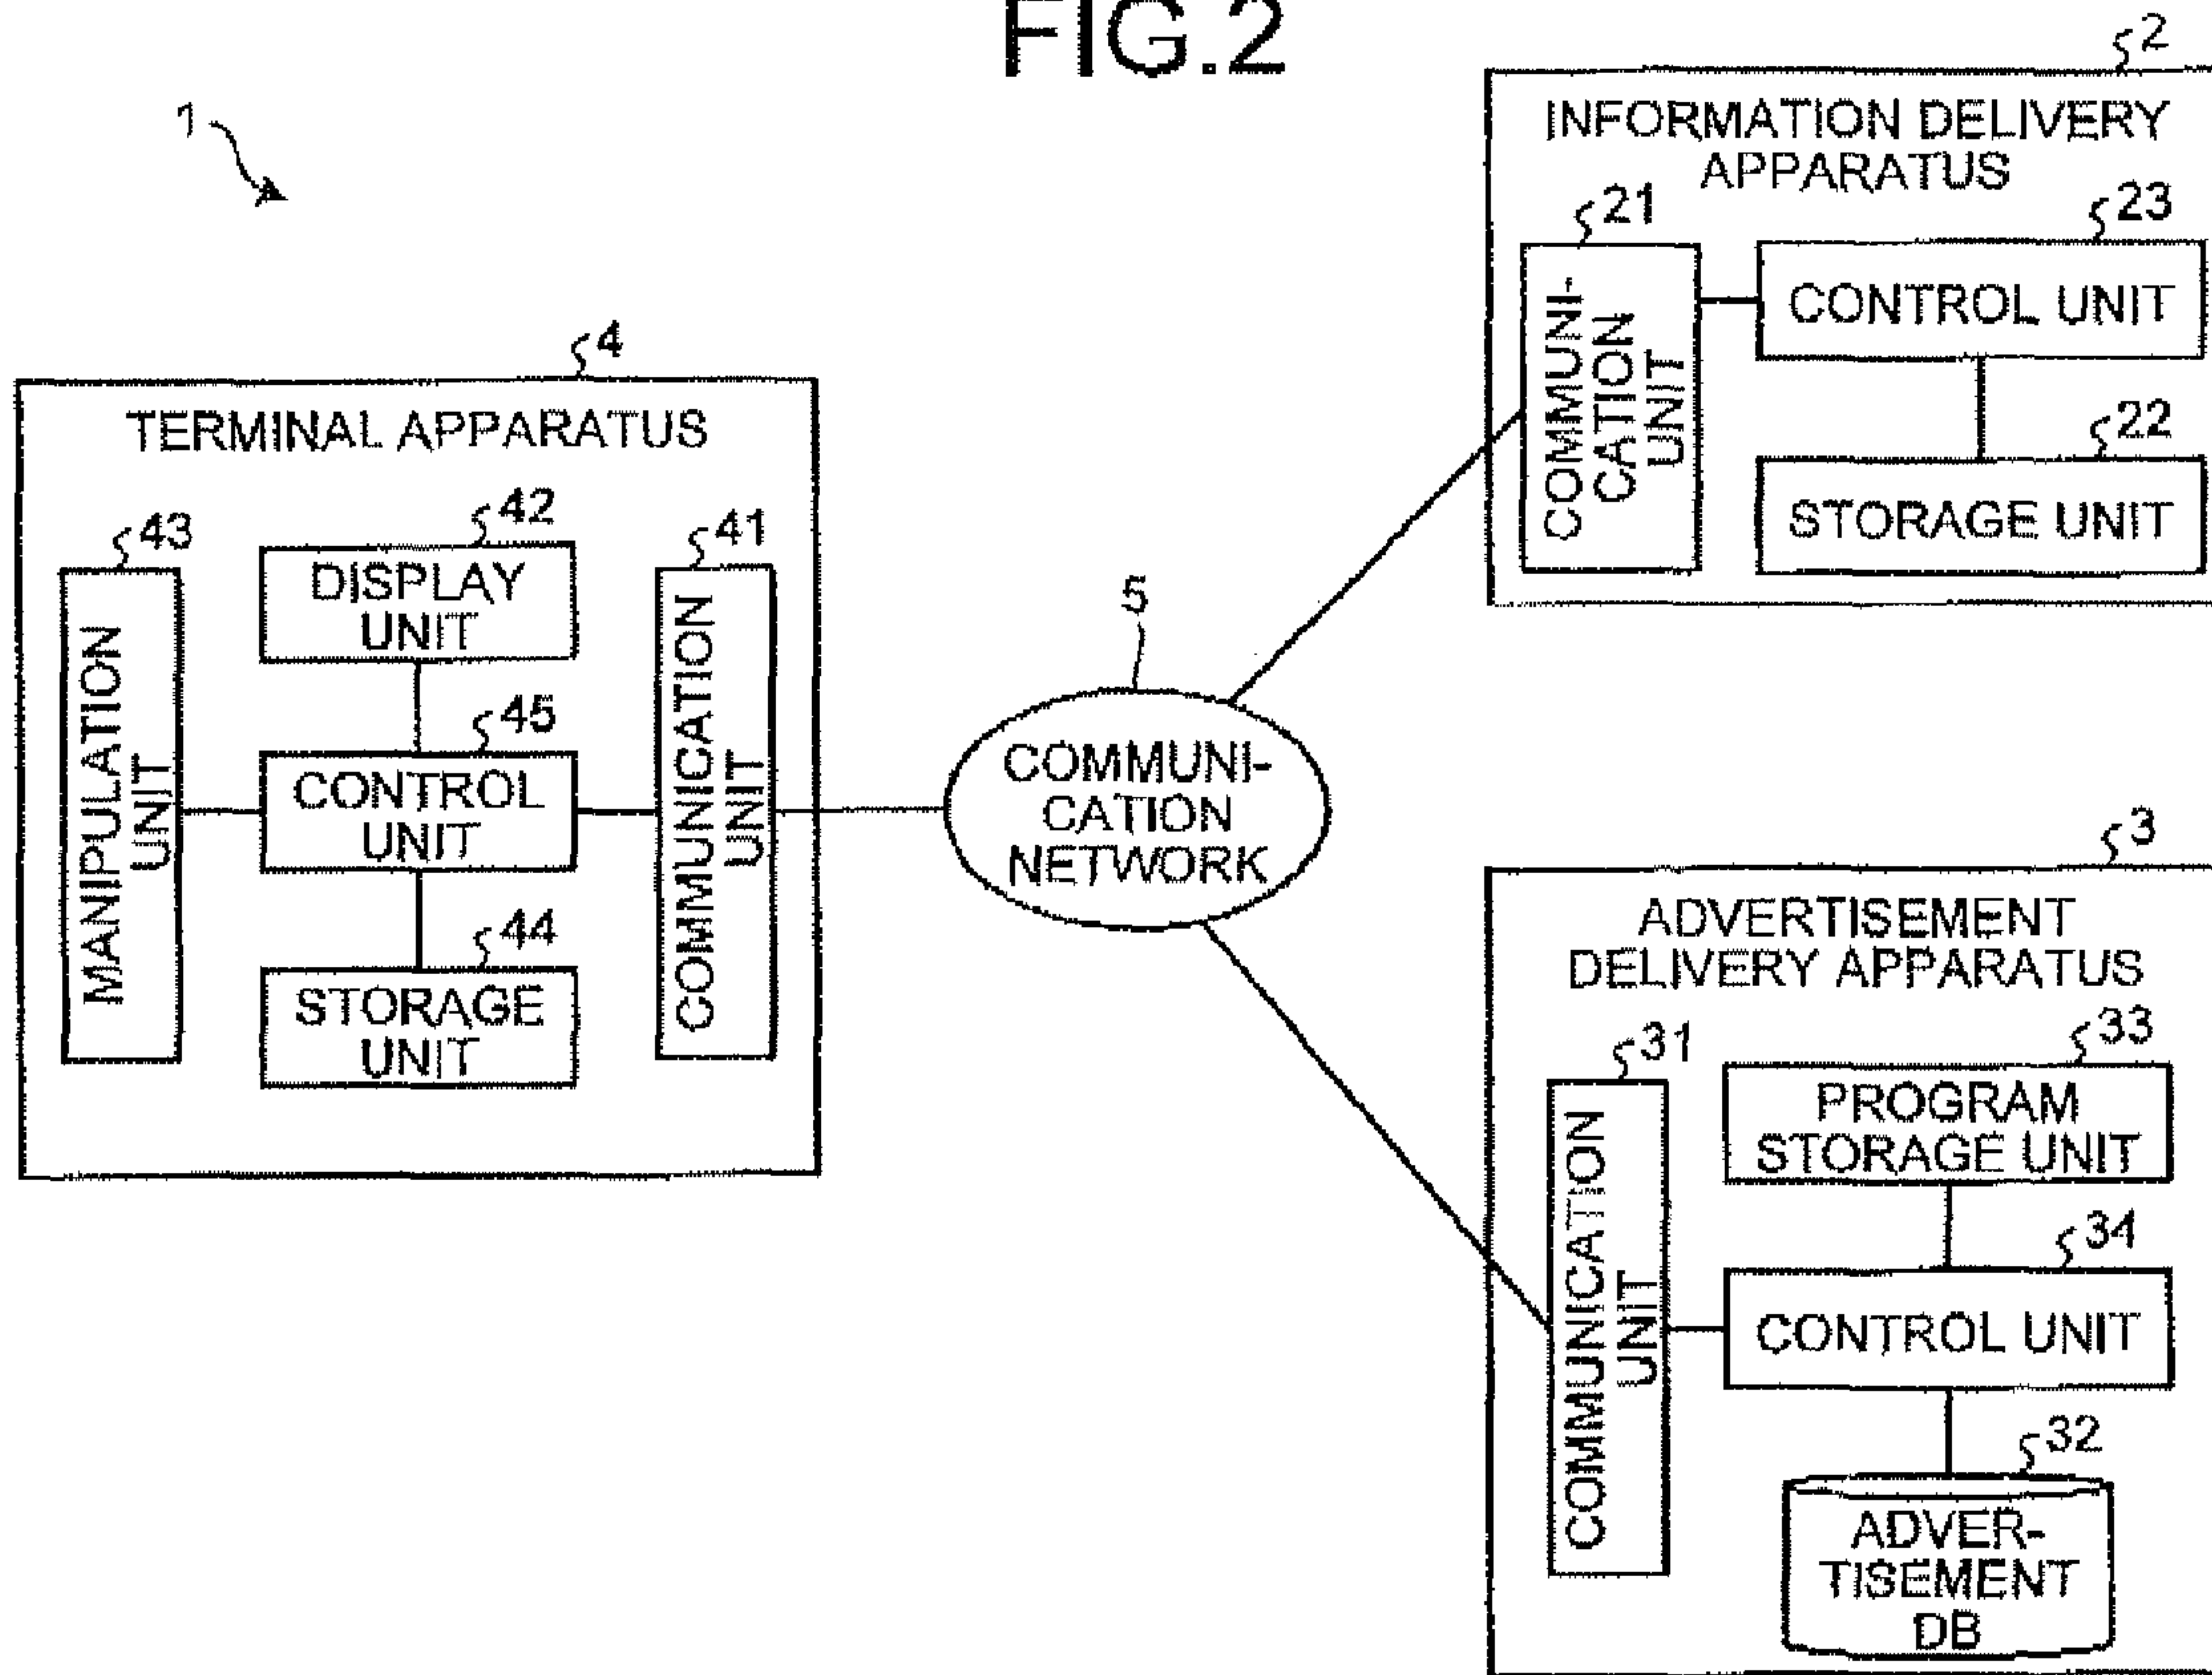 FIG.2
1
2
INFORMATION DELIVERY
APPARATUS
21
COMMUNI-
CATION
UNIT
23
CONTROL UNIT
22
STORAGE UNIT
4
TERMINAL APPARATUS
43
MANIPULATION
UNIT
42
DISPLAY
UNIT
45
CONTROL
UNIT
44
STORAGE
UNIT
41
COMMUNICATION
UNIT
5
COMMUNI-
CATION
NETWORK
3
ADVERTISEMENT
DELIVERY APPARATUS
31
COMMUNICATION
UNIT
33
PROGRAM
STORAGE UNIT
34
CONTROL UNIT
32
ADVER-
TISEMENT
DB